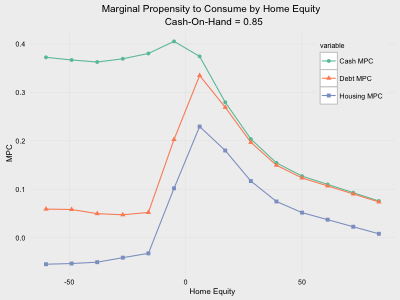 Marginal Propensity to Consume by Home Equity
Cash-On-Hand = 0.85
variable
Cash MPC
Debt MPC
Housing MPC
MPC
0.4
0.3
0.2
0.1
0.0
-50
0
50
Home Equity